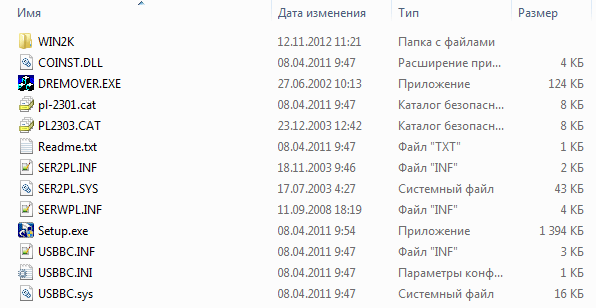 Имя Дата изменения Тип Размер
WIN2K 12.11.2012 11:21 Папка с файлами
COINST.DLL 08.04.2011 9:47 Расширение при... 4 КБ
DREMOVER.EXE 27.06.2002 10:13 Приложение 124 КБ
pl-2301.cat 08.04.2011 9:47 Каталог безопасн... 8 КБ
PL2303.CAT 23.12.2003 12:42 Каталог безопасн... 8 КБ
Readme.txt 08.04.2011 9:47 Файл "TXT" 1 КБ
SER2PL.INF 18.11.2003 9:46 Файл "INF" 2 КБ
SER2PL.SYS 17.07.2003 4:27 Системный файл 43 КБ
SERWPL.INF 11.09.2008 18:19 Файл "INF" 4 КБ
Setup.exe 08.04.2011 9:54 Приложение 1 394 КБ
USBBC.INF 08.04.2011 9:47 Файл "INF" 3 КБ
USBBC.INI 08.04.2011 9:47 Параметры конф... 1 КБ
USBBC.sys 08.04.2011 9:47 Системный файл 16 КБ